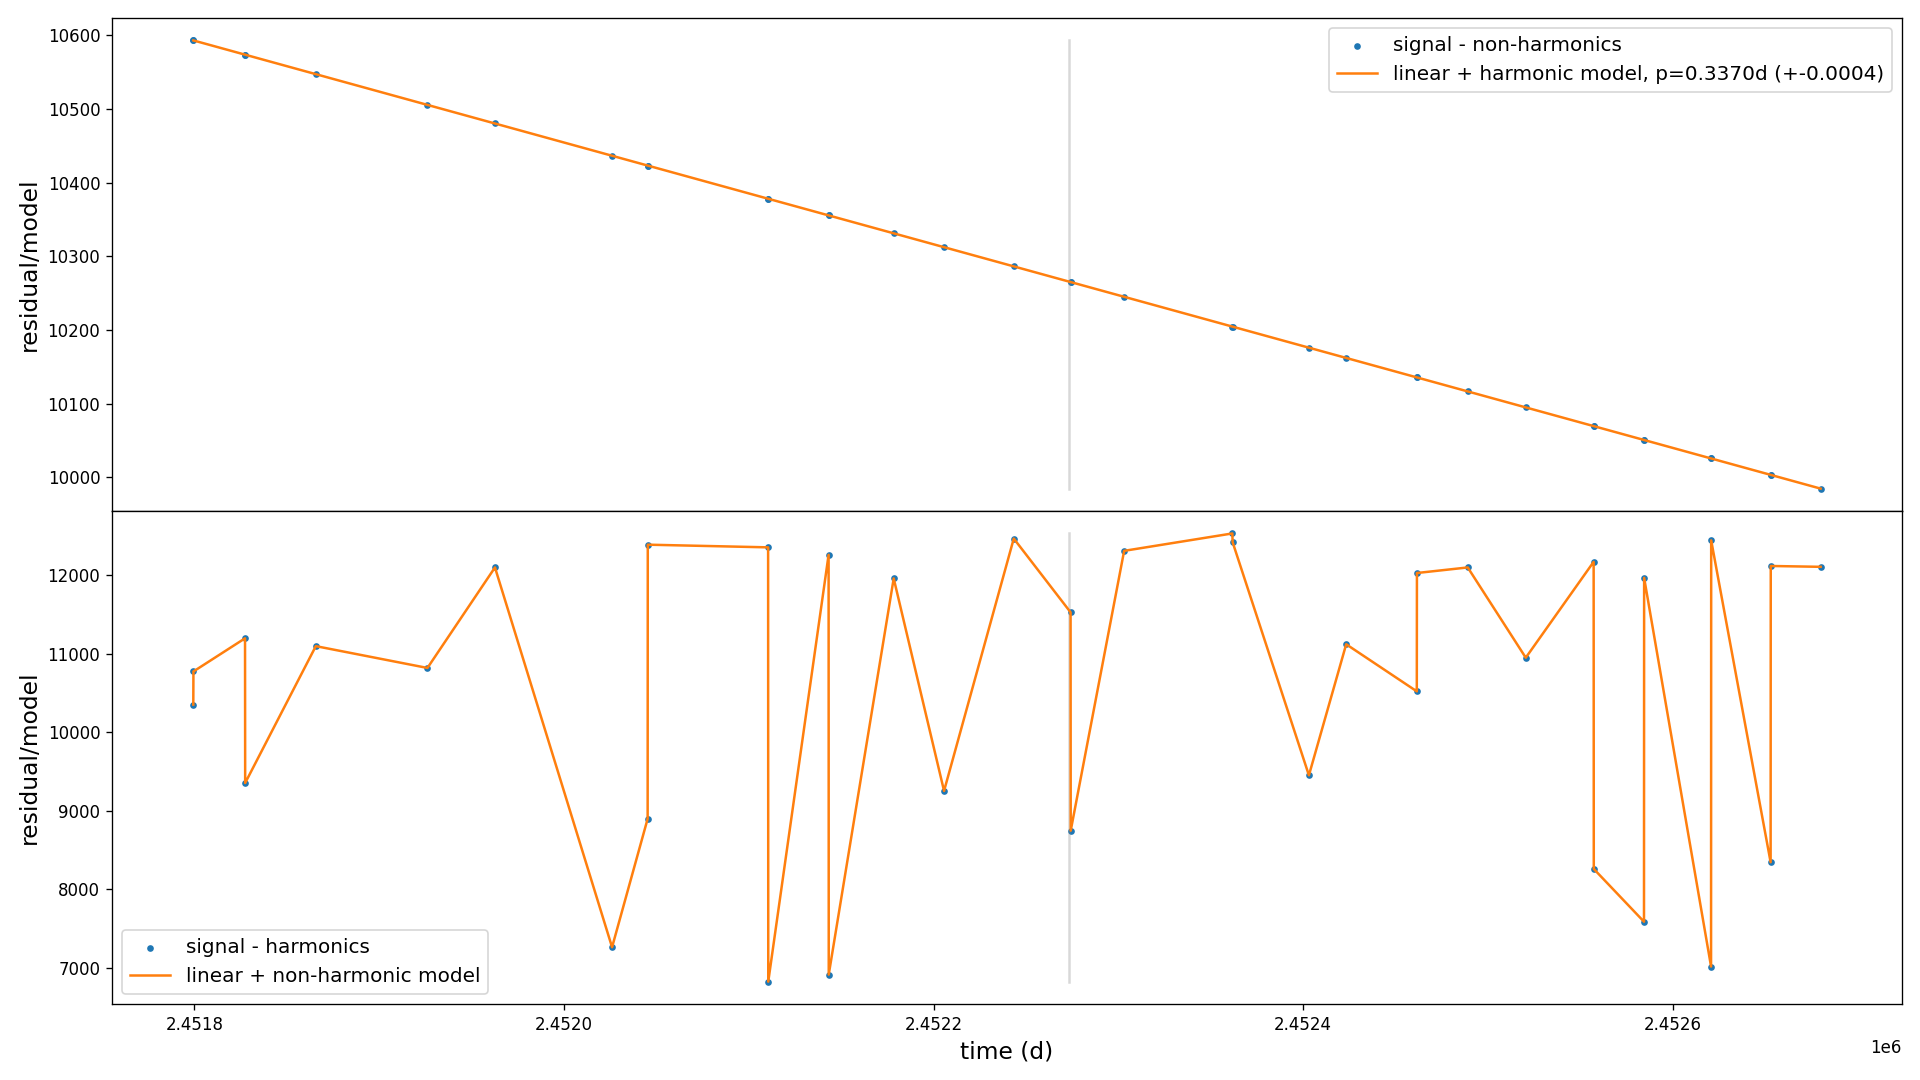 10600
10500
10400
10300
10200
10100
10000
residual/model
signal - non-harmonics
linear + harmonic model, p=0.3370d (+-0.0004)
12000
11000
10000
9000
8000
7000
residual/model
signal - harmonics
linear + non-harmonic model
2.4518 2.4520 2.4522 2.4524 2.4526
1e6
time (d)